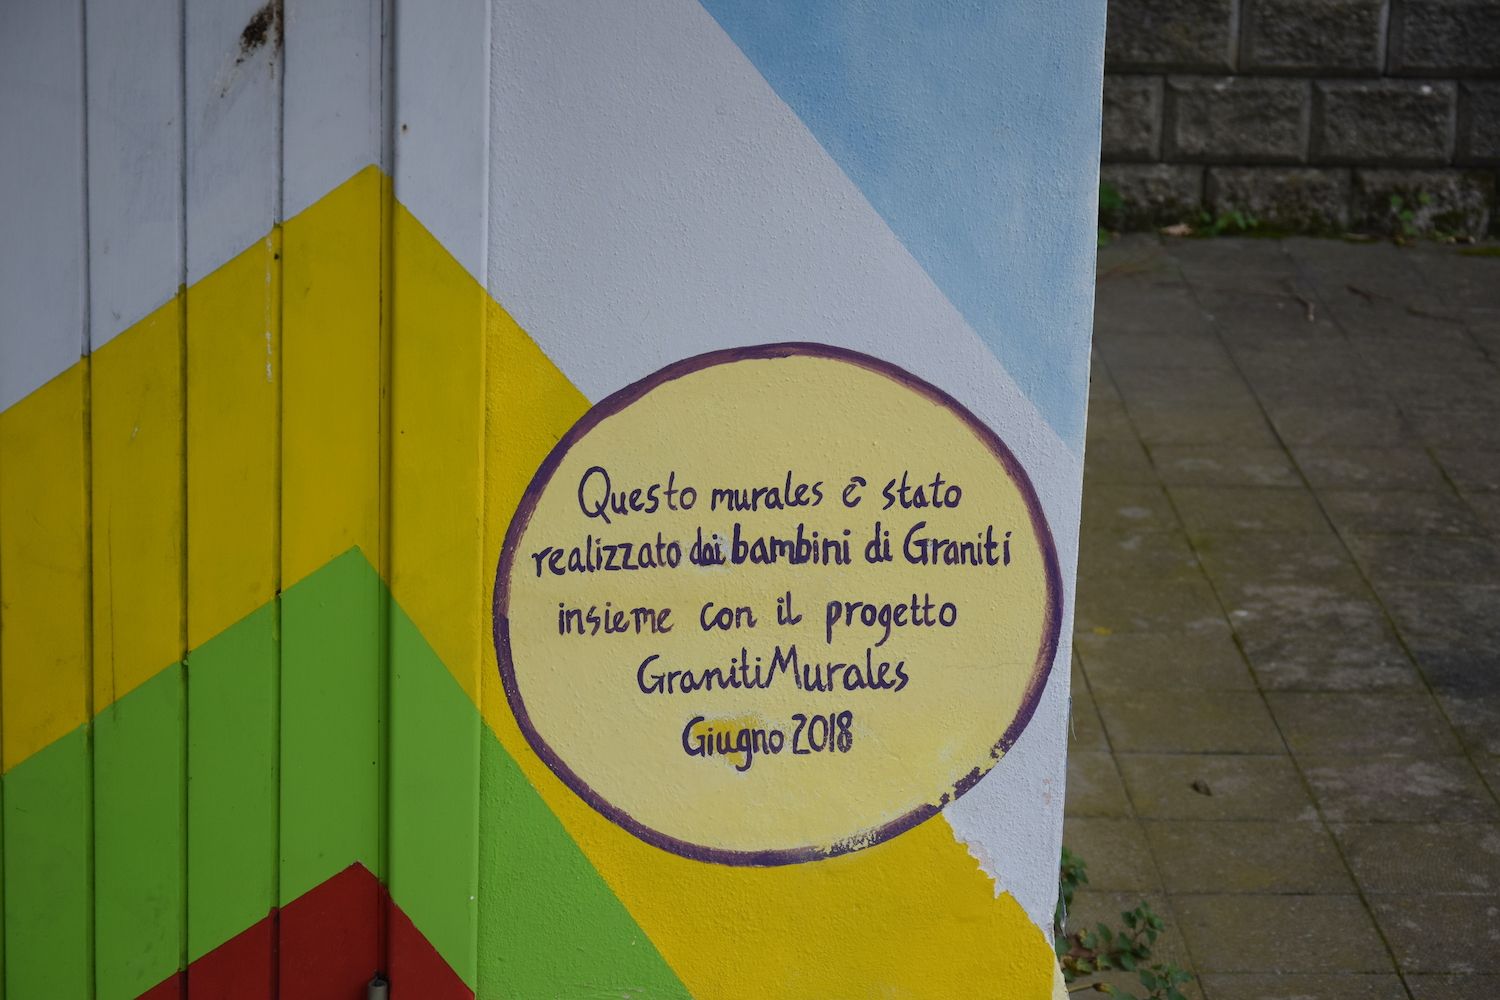 Questo murales è stato
realizzato dai bambini di Graniti
insieme con il progetto
GranitiMurales
Giugno 2018